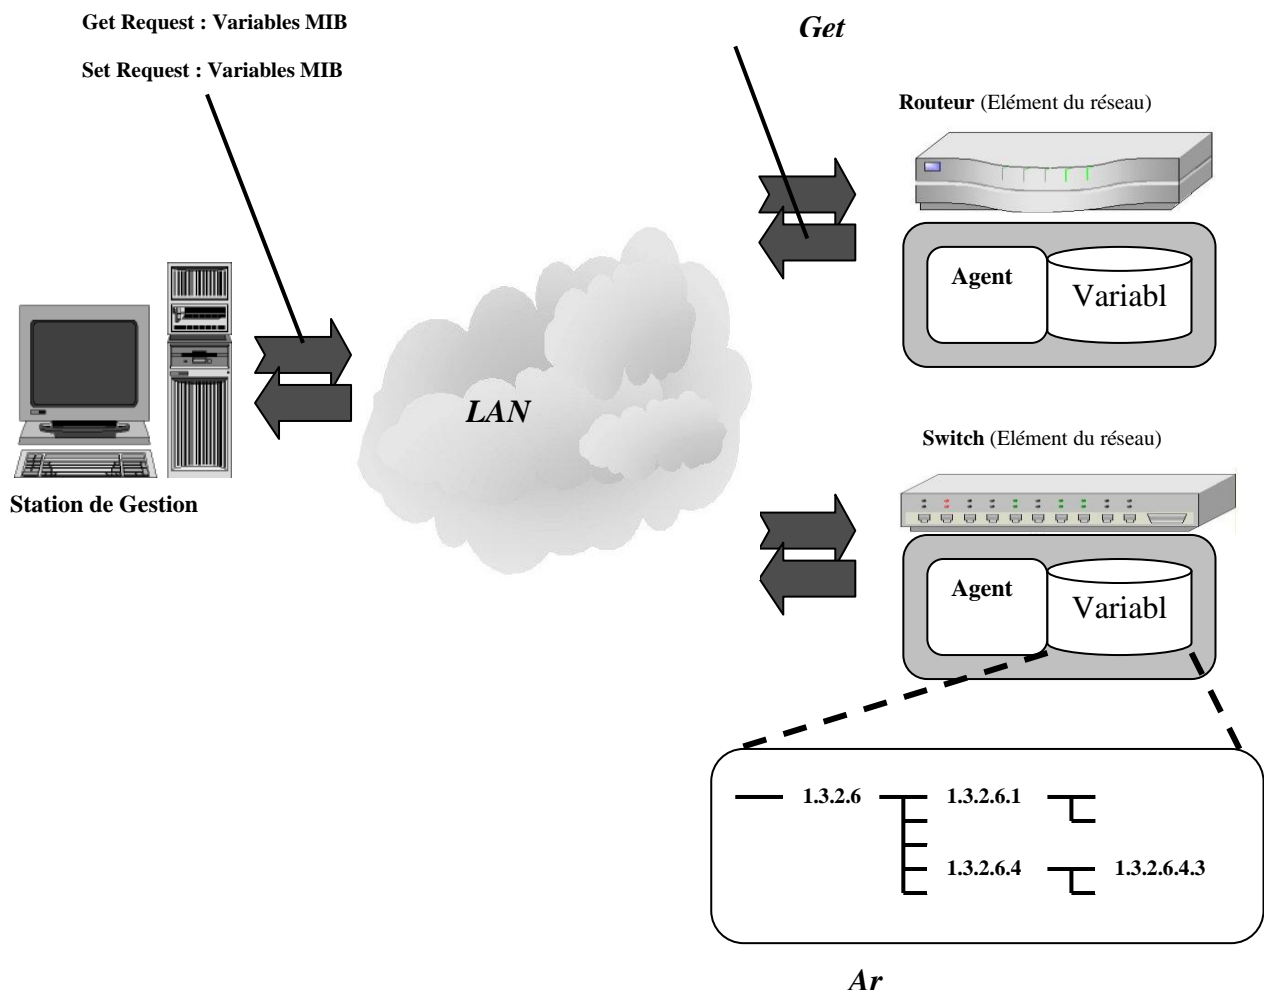 Get Request : Variables MIB
Set Request : Variables MIB
Get
Routeur (Elément du réseau)
Agent
Variabl
LAN
Station de Gestion
Switch (Elément du réseau)
Agent
Variabl
1.3.2.6
1.3.2.6.1
1.3.2.6.4
1.3.2.6.4.3
Ar